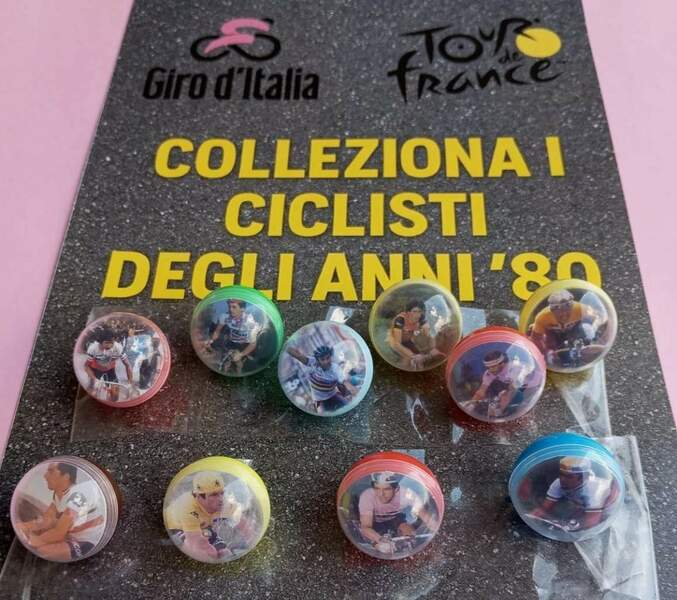 Giro d'Italia
TOUR
de
france
COLLEZIONA I
CICLISTI
DEGLI ANNI '80